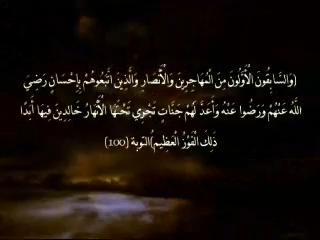 (وَالسَّابِقُونَ الْأَوَّلُونَ مِنَ الْمُهَاجِرِينَ وَالْأَنْصَارِ وَالَّذِينَ اتَّبَعُوهُمْ بِإِحْسَانٍ رَضِيَ
اللَّهُ عَنْهُمْ وَرَضُوا عَنْهُ وَأَعَدَّ لَهُمْ جَنَّاتٍ تَجْرِي تَحْتَهَا الْأَنْهَارُ خَالِدِينَ فِيهَا أَبَدًا
ذَلِكَ الْفَوْزُ الْعَظِيمُ)التوبة (100)